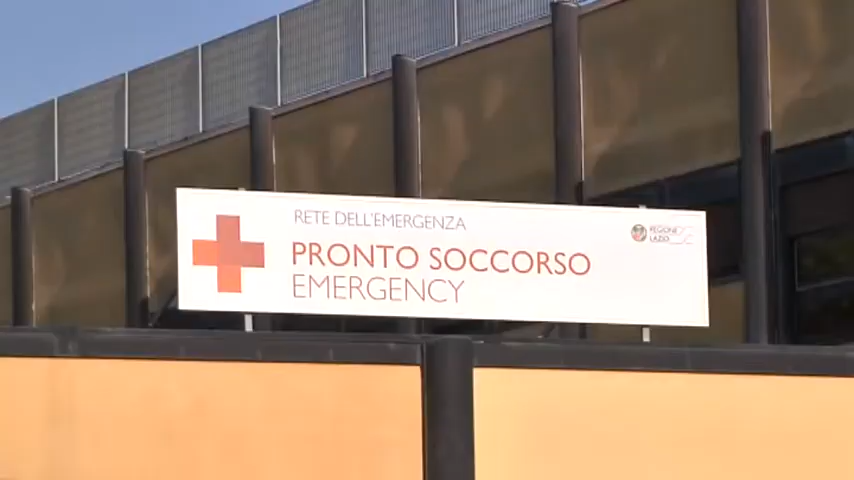 RETE DELL'EMERGENZA
PRONTO SOCCORSO
EMERGENCY
REGIONE
LAZIO